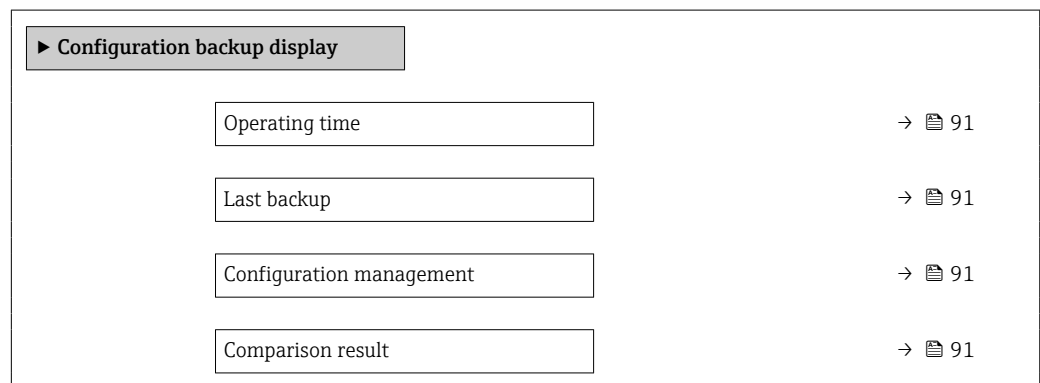 ▶ Configuration backup display
Operating time → 91
Last backup → 91
Configuration management → 91
Comparison result → 91